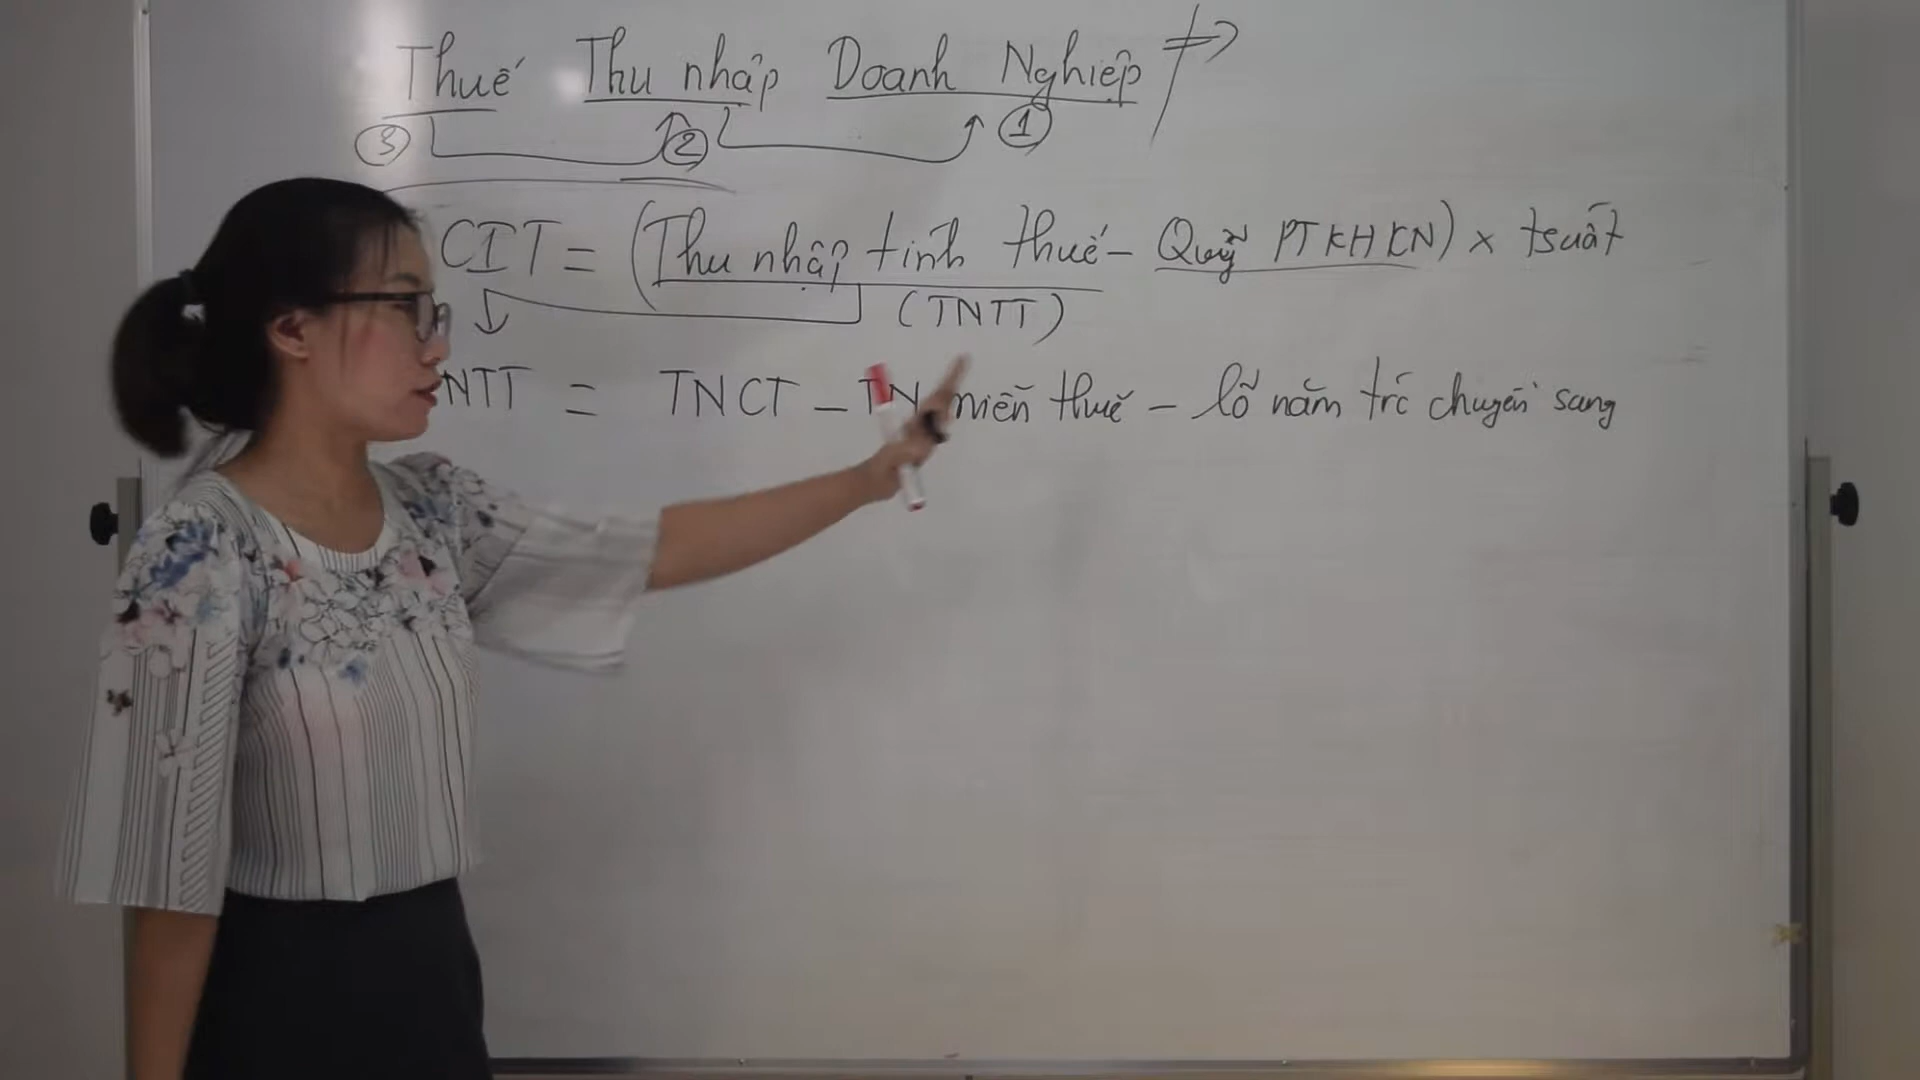 Thuế Thu nhập Doanh Nghiệp ≠>
③ ② ①
CIT = (Thu nhập tính thuế - Quỹ PTKHCN) x tsuất
(TNTT)
NTT = TNCT - TN miễn thuế - lỗ năm trc chuyển sang